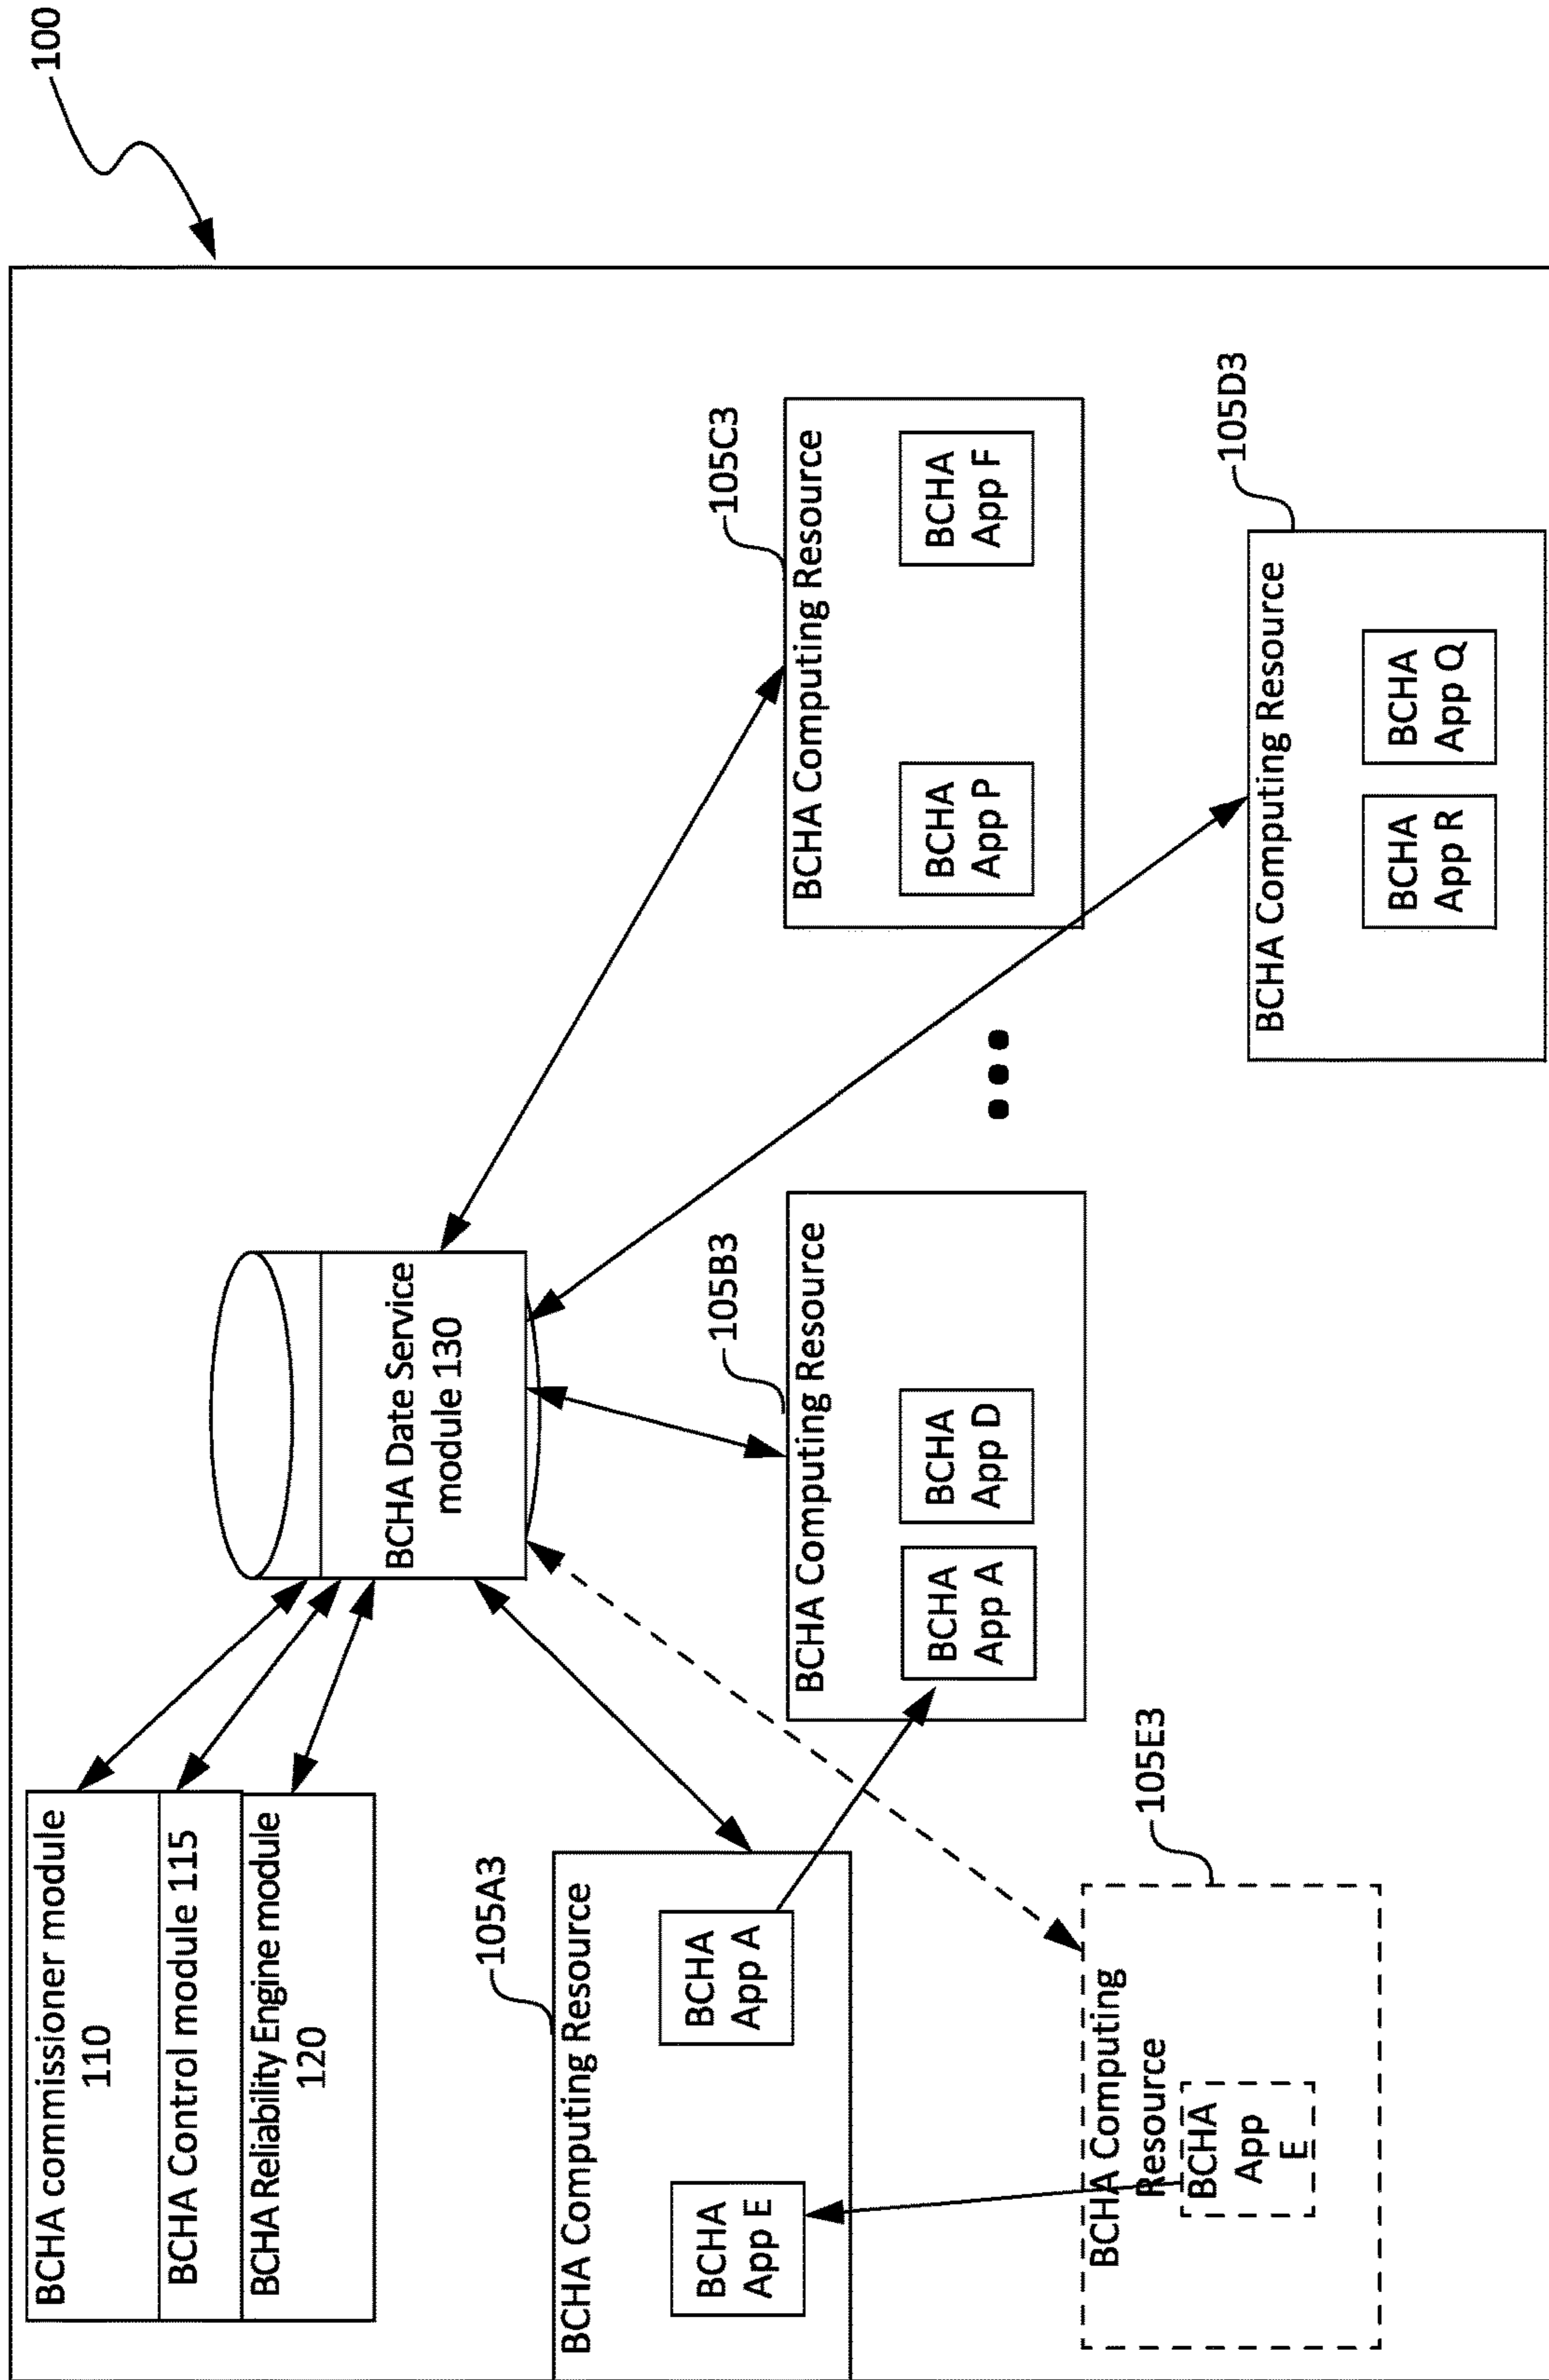 100
BCHA commissioner module
110
BCHA Control module 115
BCHA Reliability Engine module
120
BCHA Date Service
module 130
105A3
BCHA Computing Resource
BCHA
App E
BCHA
App A
105B3
BCHA Computing Resource
BCHA
App A
BCHA
App D
105C3
BCHA Computing Resource
BCHA
App P
BCHA
App F
105E3
BCHA Computing
Resource
BCHA
App
E
105D3
BCHA Computing Resource
BCHA
App R
BCHA
App Q